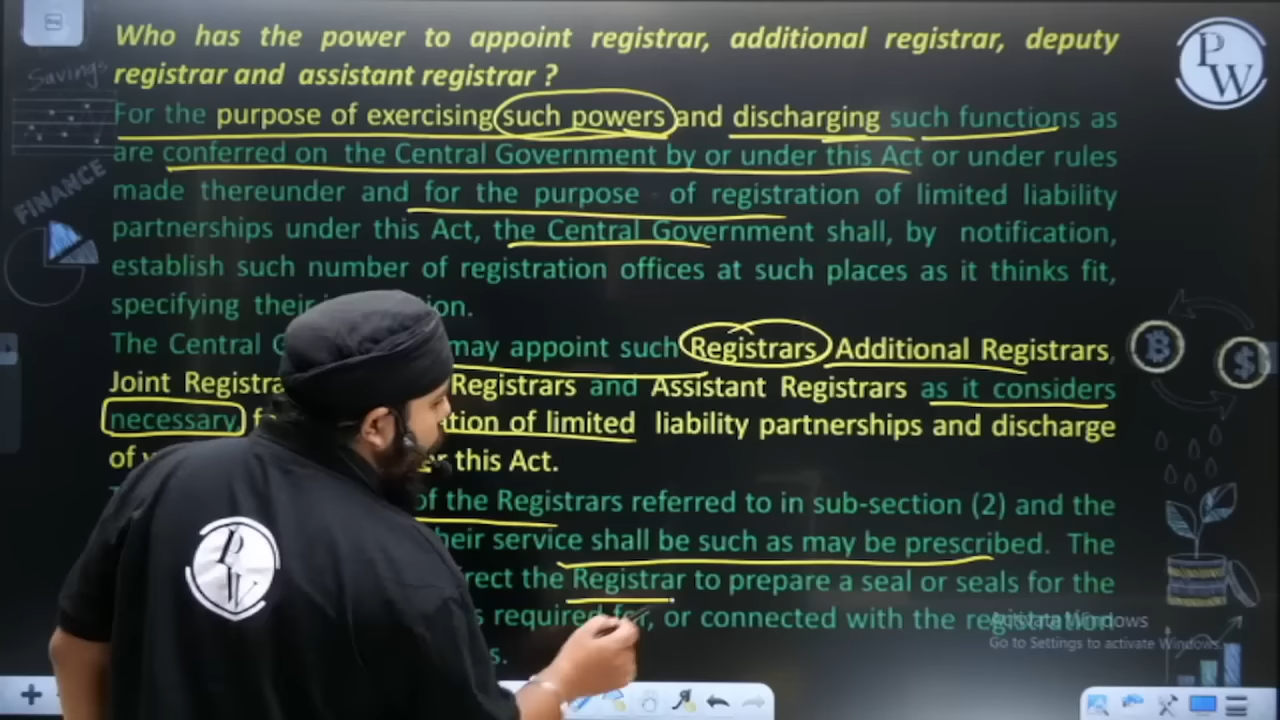 Who has the power to appoint registrar, additional registrar, deputy
registrar and assistant registrar ?
For the purpose of exercising such powers and discharging such functions as
are conferred on the Central Government by or under this Act or under rules
made thereunder and for the purpose of registration of limited liability
partnerships under this Act, the Central Government shall, by notification,
establish such number of registration offices at such places as it thinks fit,
specifying their
The Central may appoint such Registrars Additional Registrars,
Joint Registrars and Assistant Registrars as it considers
necessary of limited liability partnerships and discharge
of this Act.
of the Registrars referred to in sub-section (2) and the
service shall be such as may be prescribed. The
the Registrar to prepare a seal or seals for the
required for, or connected with the registration
Savings
FINANCE
PW
PW
Activate Windows
Go to Settings to activate Windows.